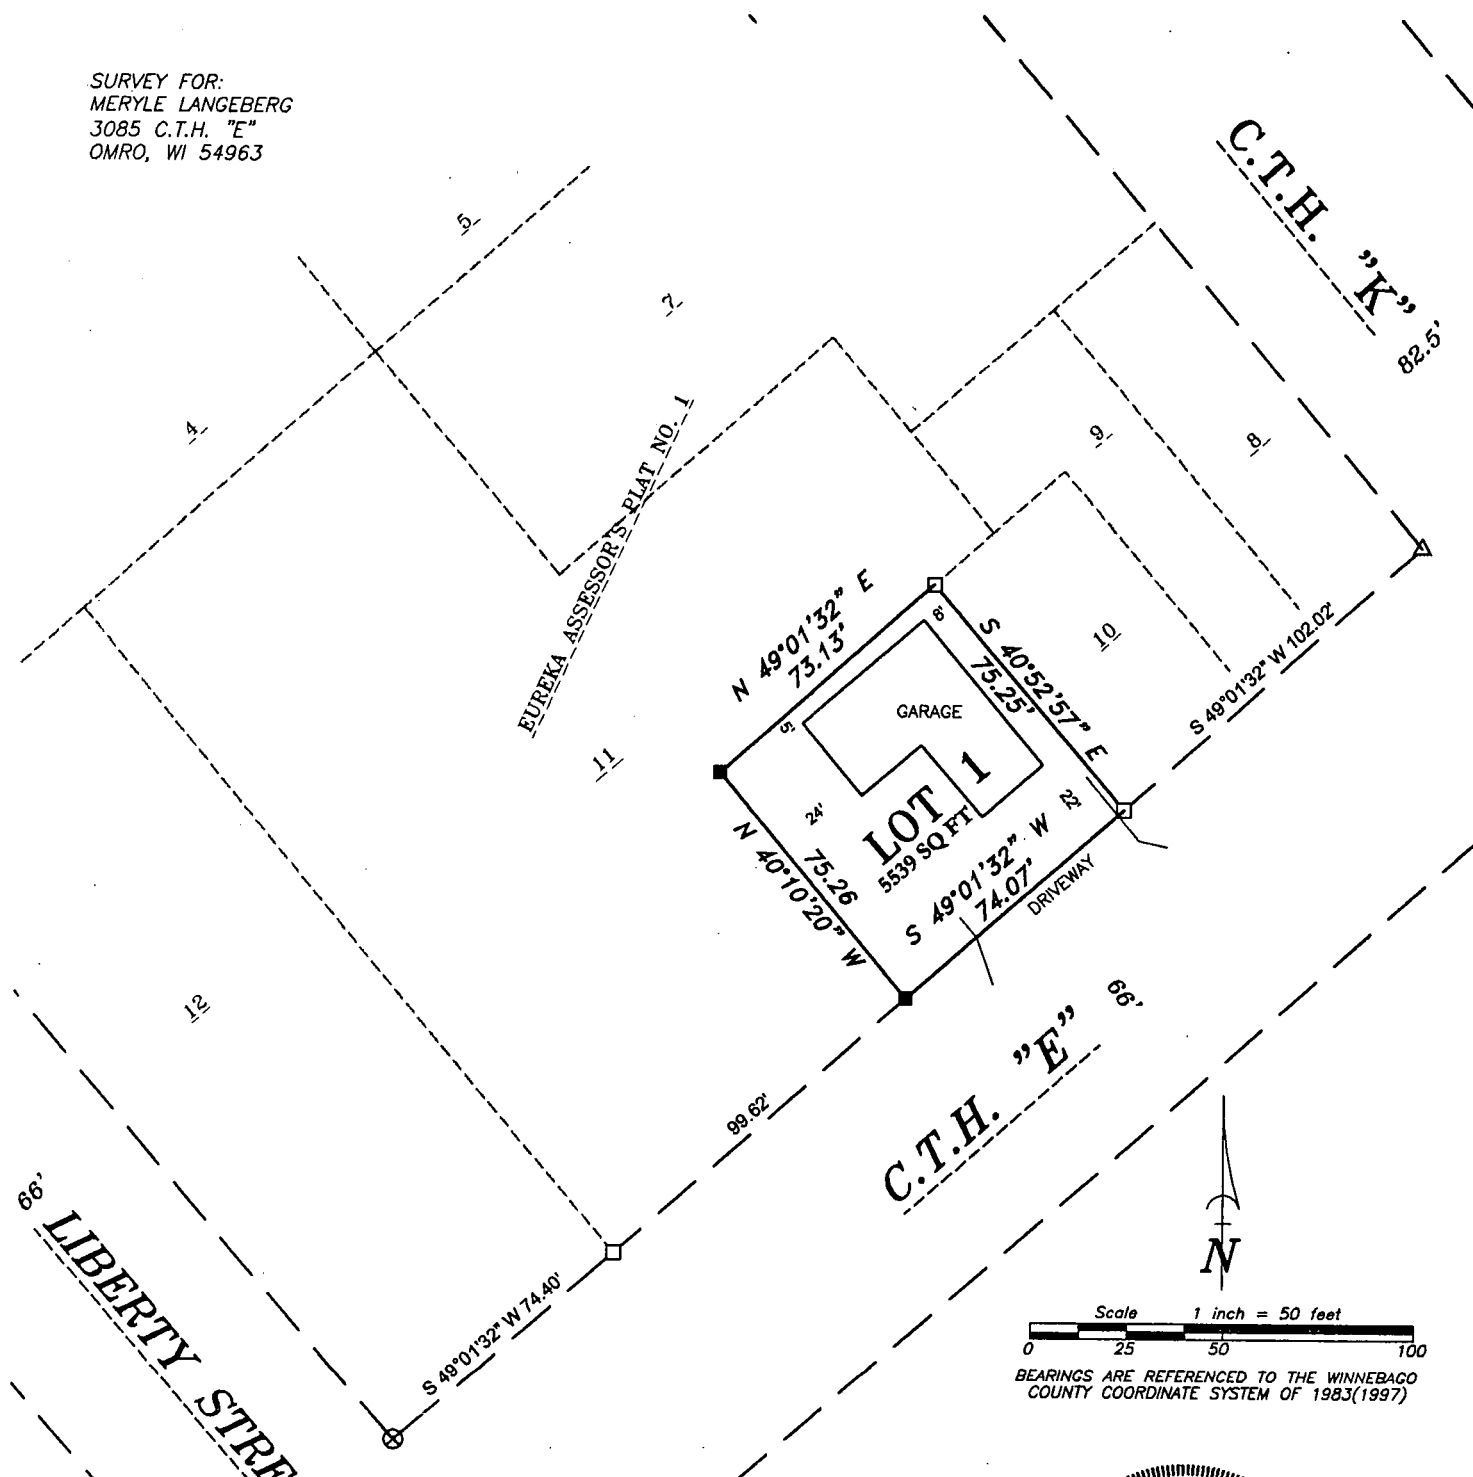 SURVEY FOR:
MERYLE LANGEBERG
3085 C.T.H. "E"
OMRO, WI 54963
C.T.H. "K"
82.5'
5
7
4
EUREKA ASSESSOR'S PLAT NO. 1
9
8
10
11
12
N 49°01'32" E
73.13'
S 40°52'57" E
75.25'
8'
5'
GARAGE
LOT 1
5539 SQ FT
24'
22'
75.26
N 40°10'20" W
S 49°01'32" W
74.07'
DRIVEWAY
S 49°01'32" W 102.02'
C.T.H. "E"
66'
99.62'
S 49°01'32" W 74.40'
66'
LIBERTY STRE
N
Scale 1 inch = 50 feet
0 25 50 100
BEARINGS ARE REFERENCED TO THE WINNEBAGO
COUNTY COORDINATE SYSTEM OF 1983(1997)